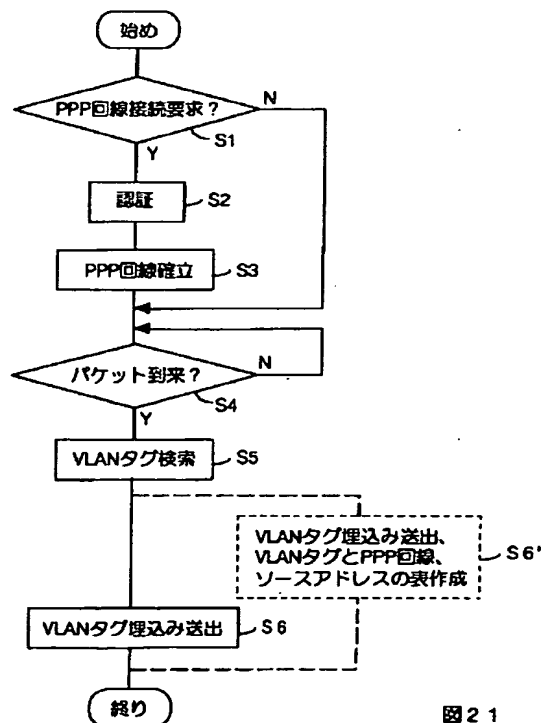 始め
PPP回線接続要求？
N
S1
Y
認証
S2
PPP回線確立
S3
パケット到来？
N
S4
Y
VLANタグ検索
S5
VLANタグ埋込み送出、
VLANタグとPPP回線、
ソースアドレスの表作成
S6'
VLANタグ埋込み送出
S6
終り
図２１